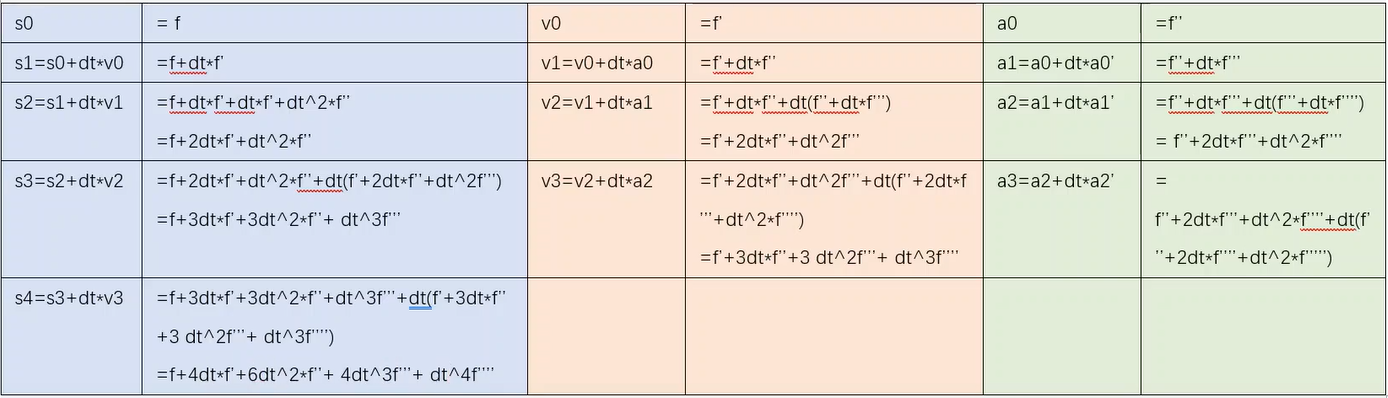 s0
= f
v0
=f'
a0
=f''
s1=s0+dt*v0
=f+dt*f'
v1=v0+dt*a0
=f'+dt*f''
a1=a0+dt*a0'
=f''+dt*f'''
s2=s1+dt*v1
=f+dt*f'+dt*f'+dt^2*f''
=f+2dt*f'+dt^2*f''
v2=v1+dt*a1
=f'+dt*f''+dt(f''+dt*f''')
=f'+2dt*f''+dt^2f'''
a2=a1+dt*a1'
=f''+dt*f'''+dt(f'''+dt*f'''')
= f''+2dt*f'''+dt^2*f''''
s3=s2+dt*v2
=f+2dt*f'+dt^2*f''+dt(f'+2dt*f''+dt^2f''')
=f+3dt*f'+3dt^2*f''+ dt^3f'''
v3=v2+dt*a2
=f'+2dt*f''+dt^2f'''+dt(f''+2dt*f
'''+dt^2*f'''')
=f'+3dt*f''+3 dt^2f'''+ dt^3f''''
a3=a2+dt*a2'
=
f''+2dt*f'''+dt^2*f''''+dt(f'
''+2dt*f''''+dt^2*f''''')
s4=s3+dt*v3
=f+3dt*f'+3dt^2*f''+dt^3f'''+dt(f'+3dt*f''
+3 dt^2f'''+ dt^3f'''')
=f+4dt*f'+6dt^2*f''+ 4dt^3f'''+ dt^4f''''